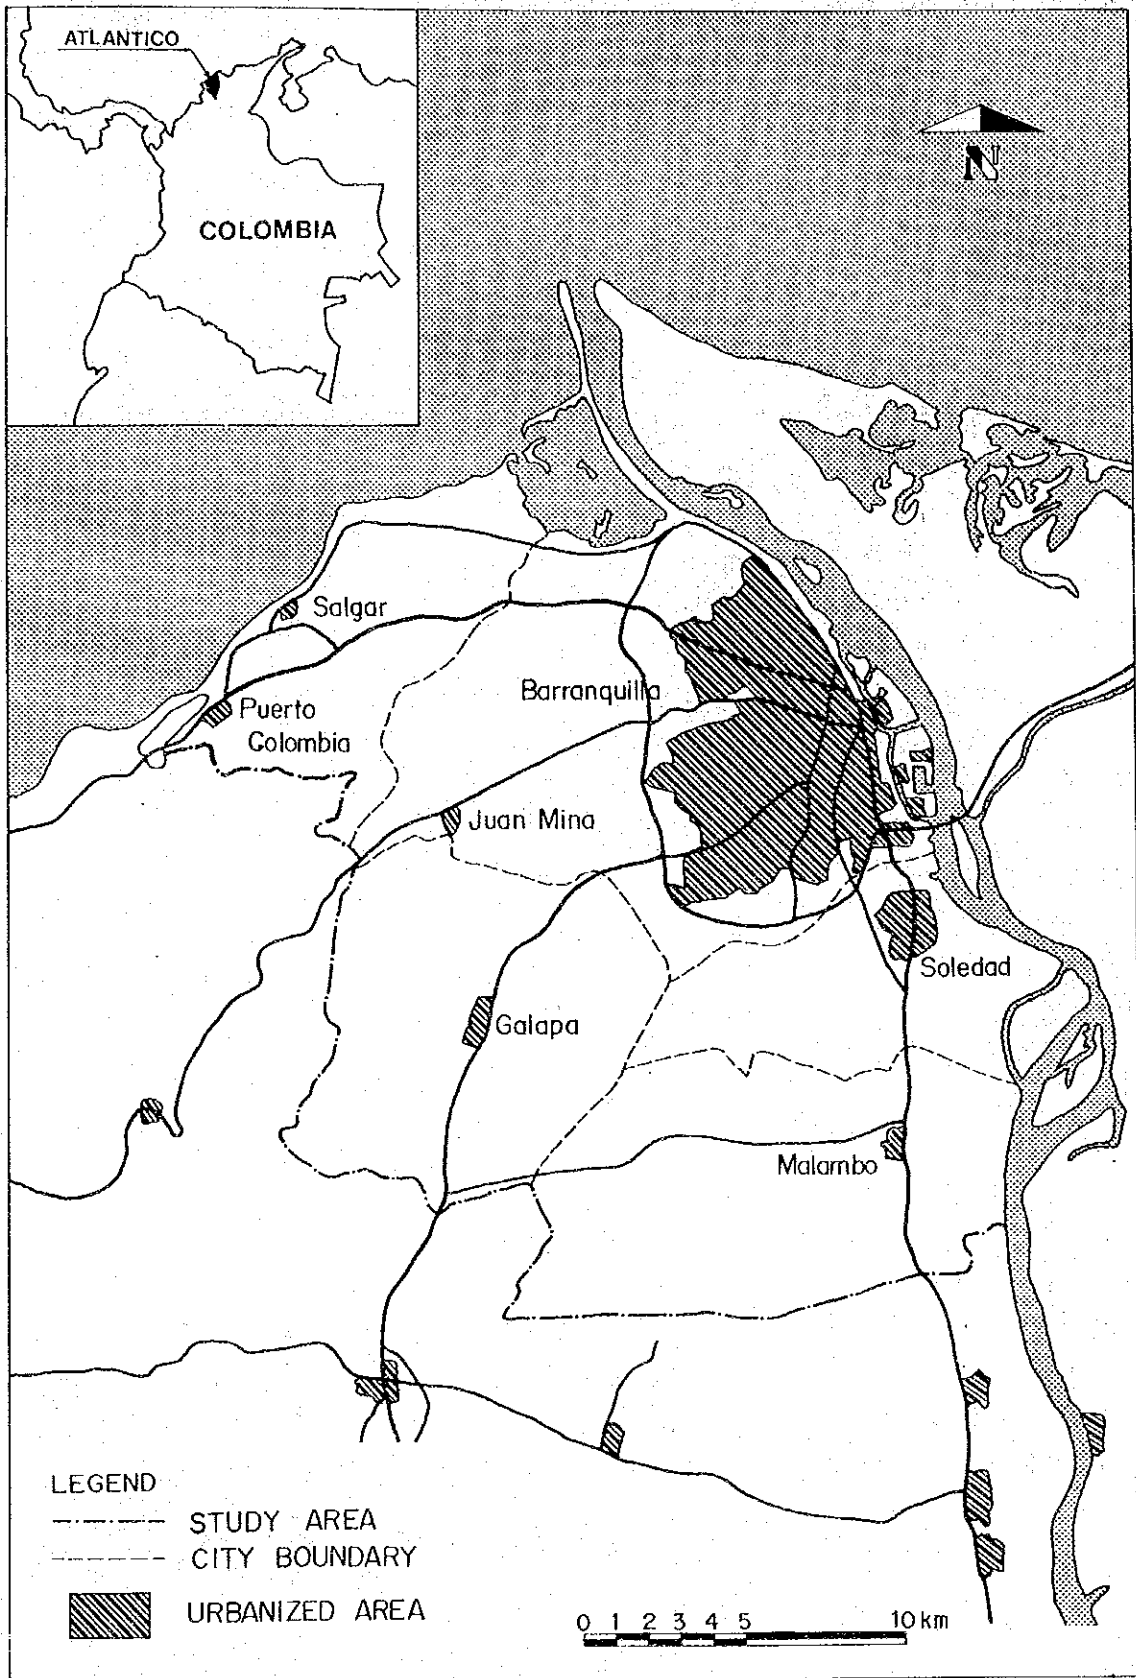 ATLANTICO
COLOMBIA
N
Salgar
Barranquilla
Puerto
Colombia
Juan Mina
Soledad
Galapa
Malambo
LEGEND
STUDY AREA
CITY BOUNDARY
URBANIZED AREA
0 1 2 3 4 5 10 km